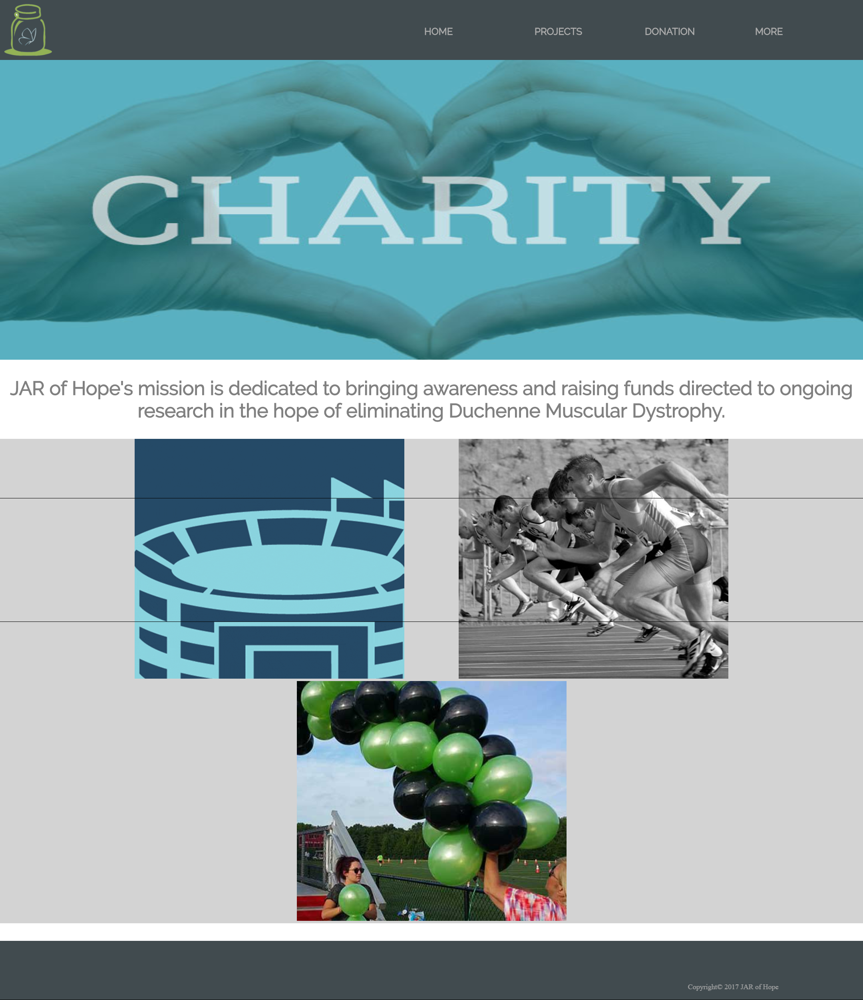 HOME PROJECTS DONATION MORE
CHARITY
JAR of Hope's mission is dedicated to bringing awareness and raising funds directed to ongoing
research in the hope of eliminating Duchenne Muscular Dystrophy.
Copyright© 2017 JAR of Hope